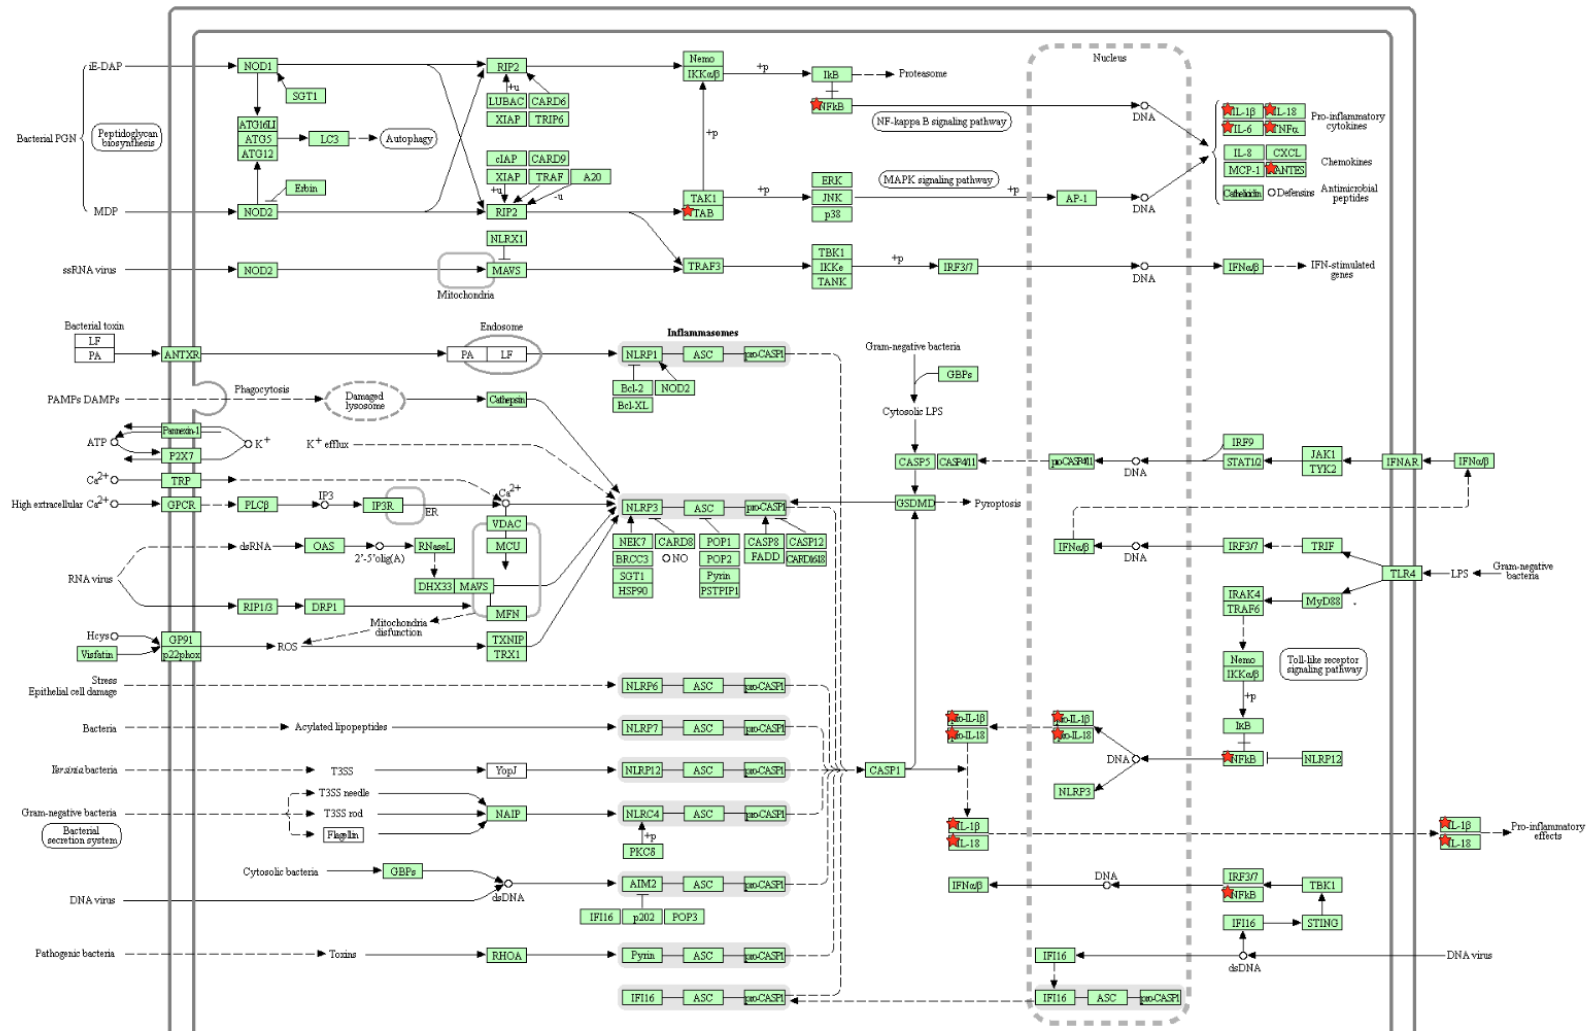 Nucleus
iE-DAP
NOD1
RIP2
Nemo
IKKα/β
+p
IkB
Proteasome
SGT1
+u
LUBAC
CARD6
XIAP
TRIP6
NFkB
DNA
NF-kappa B signaling pathway
IL-1β
IL-18
IL-6
TNFα
Pro-inflammatory
cytokines
Bacterial PGN
Peptidoglycan
biosynthesis
ATG16L1
ATG5
ATG12
LC3
Autophagy
+p
cIAP
CARD9
XIAP
TRAF
A20
+u
-u
IL-8
CXCL
MCP-1
RANTES
Chemokines
Erbin
TAK1
TAB
+p
ERK
JNK
p38
MAPK signaling pathway
+p
AP-1
DNA
Cathelicidin
Defensins
Antimicrobial
peptides
MDP
NOD2
RIP2
NLRX1
ssRNA virus
NOD2
MAVS
Mitochondria
TRAF3
TBK1
IKKe
TANK
+p
IRF3/7
DNA
IFNα/β
IFN-stimulated
genes
Bacterial toxin
LF
PA
ANTXR
Endosome
PA
LF
Inflammasomes
NLRP1
ASC
pro-CASP1
Bcl-2
NOD2
Bcl-XL
Gram-negative bacteria
GBPs
Cytosolic LPS
PAMPs DAMPs
Phagocytosis
Damaged
lysosome
Cathepsin
ATP
Pannexin-1
P2X7
K+
K+ efflux
Ca2+
TRP
High extracellular Ca2+
GPCR
PLCβ
IP3
IP3R
ER
Ca2+
VDAC
MCU
NLRP3
ASC
pro-CASP1
NEK7
CARD8
POP1
CASP8
CASP12
BRCC3
NO
POP2
FADD
CARD16/18
SGT1
Pyrin
HSP90
PSTPIP1
CASP5
CASP4/11
proCASP4/11
DNA
IRF9
STAT1/2
JAK1
TYK2
IFNAR
IFNα/β
GSDMD
Pyroptosis
IFNα/β
DNA
IRF3/7
TRIF
TLR4
LPS
Gram-negative
bacteria
RNA virus
dsRNA
OAS
2'-5'olig(A)
RNaseL
DHX33
MAVS
RIP1/3
DRP1
MFN
Mitochondria
disfunction
IRAK4
TRAF6
MyD88
Hcys
Visfatin
GP91
p22phox
ROS
TXNIP
TRX1
Nemo
IKKα/β
+p
Toll-like receptor
signaling pathway
Stress
Epithelial cell damage
NLRP6
ASC
pro-CASP1
Bacteria
Acylated lipopeptides
NLRP7
ASC
pro-CASP1
pro-IL-1β
pro-IL-18
pro-IL-1β
pro-IL-18
IkB
DNA
NFkB
NLRP12
Yersinia bacteria
T3SS
YopJ
NLRP12
ASC
pro-CASP1
CASP1
NLRP3
Gram-negative bacteria
Bacterial
secretion system
T3SS needle
T3SS rod
Flagellin
NAIP
NLRC4
ASC
pro-CASP1
+p
PKCδ
IL-1β
IL-18
IL-1β
IL-18
Pro-inflammatory
effects
Cytosolic bacteria
GBPs
DNA virus
dsDNA
AIM2
ASC
pro-CASP1
IFI16
p202
POP3
IFNα/β
DNA
IRF3/7
NFkB
TBK1
IFI16
STING
Pathogenic bacteria
Toxins
RHOA
Pyrin
ASC
pro-CASP1
IFI16
dsDNA
DNA virus
IFI16
ASC
pro-CASP1
IFI16
ASC
pro-CASP1